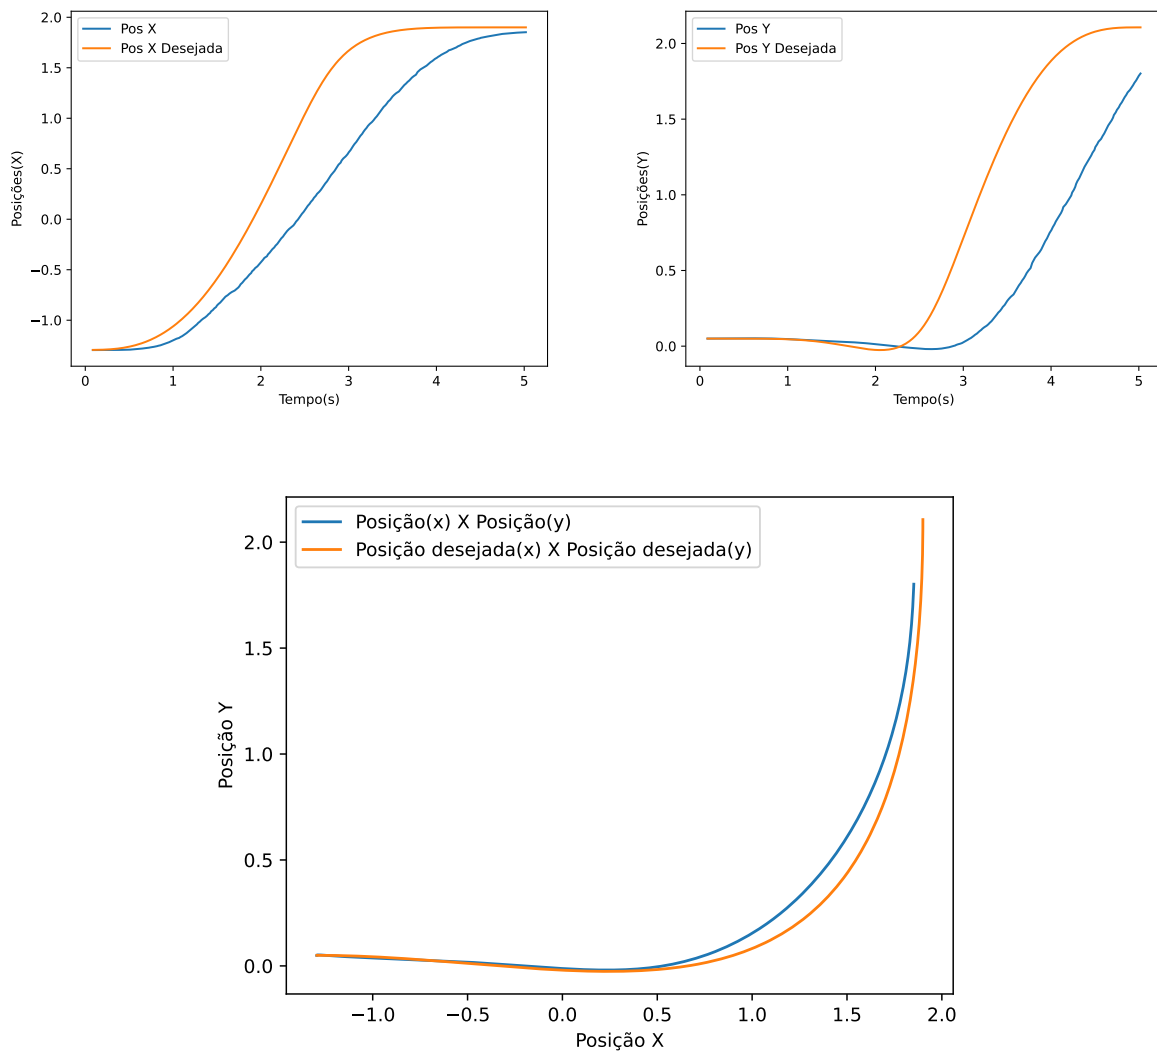 Pos X
Pos X Desejada
2.0
1.5
1.0
0.5
0.0
−0.5
−1.0
Posições(X)
0 1 2 3 4 5
Tempo(s)
Pos Y
Pos Y Desejada
2.0
1.5
1.0
0.5
0.0
Posições(Y)
0 1 2 3 4 5
Tempo(s)
Posição(x) X Posição(y)
Posição desejada(x) X Posição desejada(y)
2.0
1.5
1.0
0.5
0.0
Posição Y
−1.0 −0.5 0.0 0.5 1.0 1.5 2.0
Posição X